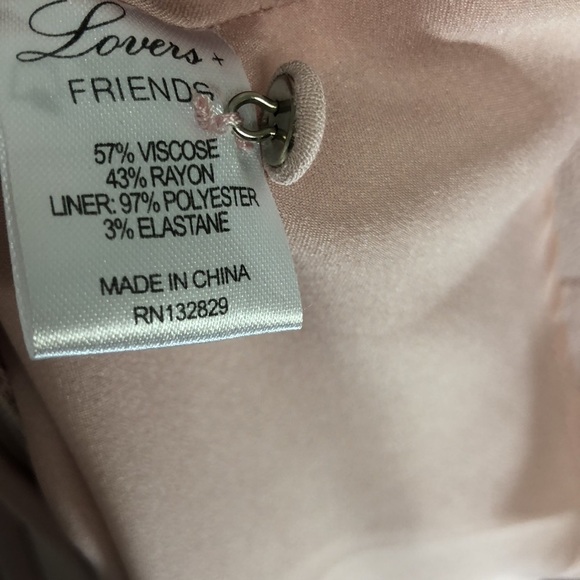 Lovers +
FRIENDS
57% VISCOSE
43% RAYON
LINER: 97% POLYESTER
3% ELASTANE
MADE IN CHINA
RN132829